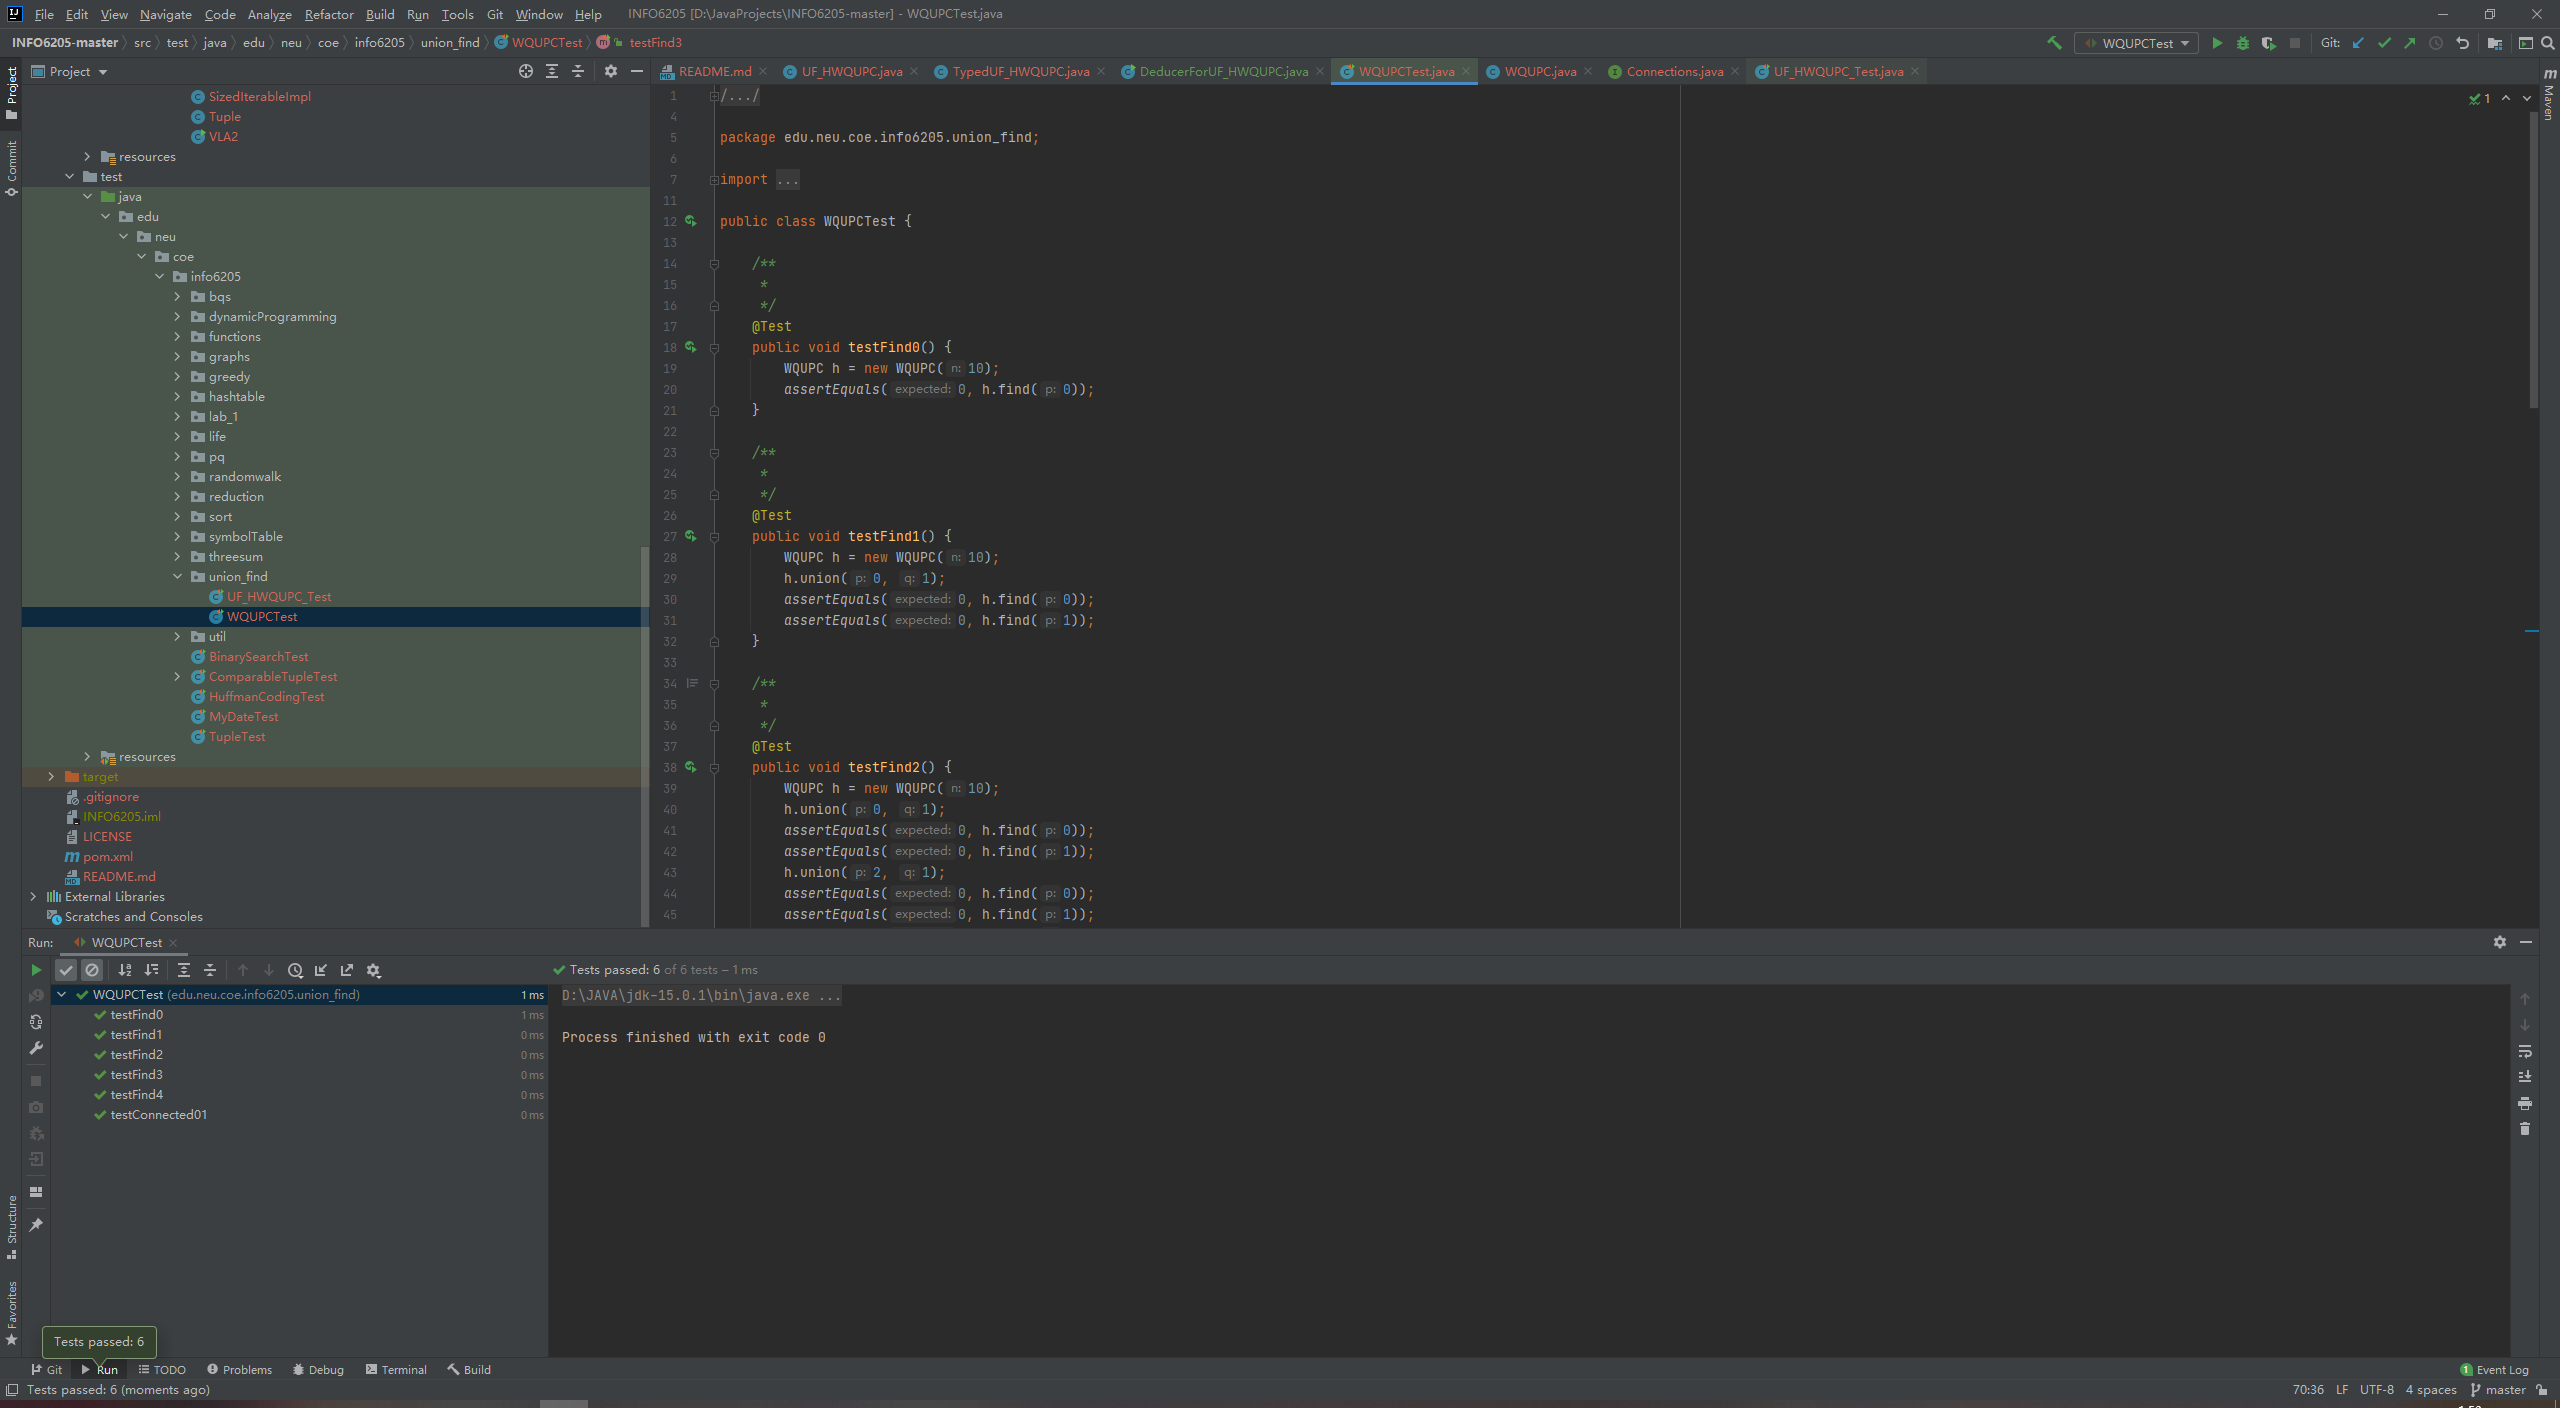 File Edit View Navigate Code Analyze Refactor Build Run Tools Git Window Help INFO6205 [D:\JavaProjects\INFO6205-master] - WQUPCTest.java
INFO6205-master src test java edu neu coe info6205 union_find WQUPCTest testFind3
WQUPCTest Git:
Project
README.md UF_HWQUPC.java TypedUF_HWQUPC.java DeducerForUF_HWQUPC.java WQUPCTest.java WQUPC.java Connections.java UF_HWQUPC_Test.java
Project
Commit
Structure
Favorites
Maven
SizedIterableImpl
Tuple
VLA2
resources
test
java
edu
neu
coe
info6205
bqs
dynamicProgramming
functions
graphs
greedy
hashtable
lab_1
life
pq
randomwalk
reduction
sort
symbolTable
threesum
union_find
UF_HWQUPC_Test
WQUPCTest
util
BinarySearchTest
ComparableTupleTest
HuffmanCodingTest
MyDateTest
TupleTest
resources
target
.gitignore
INFO6205.iml
LICENSE
pom.xml
README.md
External Libraries
Scratches and Consoles
1
1 /.../
4
5 package edu.neu.coe.info6205.union_find;
6
7 import ...
11
12 public class WQUPCTest {
13
14 /**
15 *
16 */
17 @Test
18 public void testFind0() {
19 WQUPC h = new WQUPC( n: 10);
20 assertEquals( expected: 0, h.find( p: 0));
21 }
22
23 /**
24 *
25 */
26 @Test
27 public void testFind1() {
28 WQUPC h = new WQUPC( n: 10);
29 h.union( p: 0, q: 1);
30 assertEquals( expected: 0, h.find( p: 0));
31 assertEquals( expected: 0, h.find( p: 1));
32 }
33
34 /**
35 *
36 */
37 @Test
38 public void testFind2() {
39 WQUPC h = new WQUPC( n: 10);
40 h.union( p: 0, q: 1);
41 assertEquals( expected: 0, h.find( p: 0));
42 assertEquals( expected: 0, h.find( p: 1));
43 h.union( p: 2, q: 1);
44 assertEquals( expected: 0, h.find( p: 0));
45 assertEquals( expected: 0, h.find( p: 1));
Run: WQUPCTest
Tests passed: 6 of 6 tests – 1 ms
WQUPCTest (edu.neu.coe.info6205.union_find) 1 ms
testFind0 1 ms
testFind1 0 ms
testFind2 0 ms
testFind3 0 ms
testFind4 0 ms
testConnected01 0 ms
D:\JAVA\jdk-15.0.1\bin\java.exe ...
Process finished with exit code 0
Tests passed: 6
Git Run TODO Problems Debug Terminal Build 1 Event Log
Tests passed: 6 (moments ago) 70:36 LF UTF-8 4 spaces master